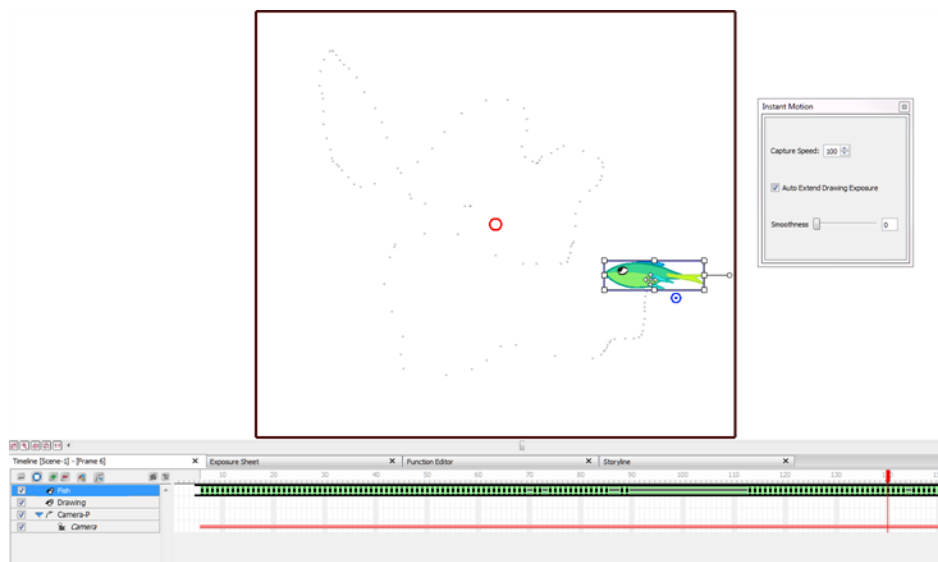 Instant Motion
Capture Speed: 100
Auto Extend Drawing Exposure
Smoothness 0
Timeline [Scene-1] - [Frame 6] Exposure Sheet Function Editor Storyline
10 20 30 40 50 60 70 80 90 100 110 120 130
Fish
Drawing
Camera-P
Camera